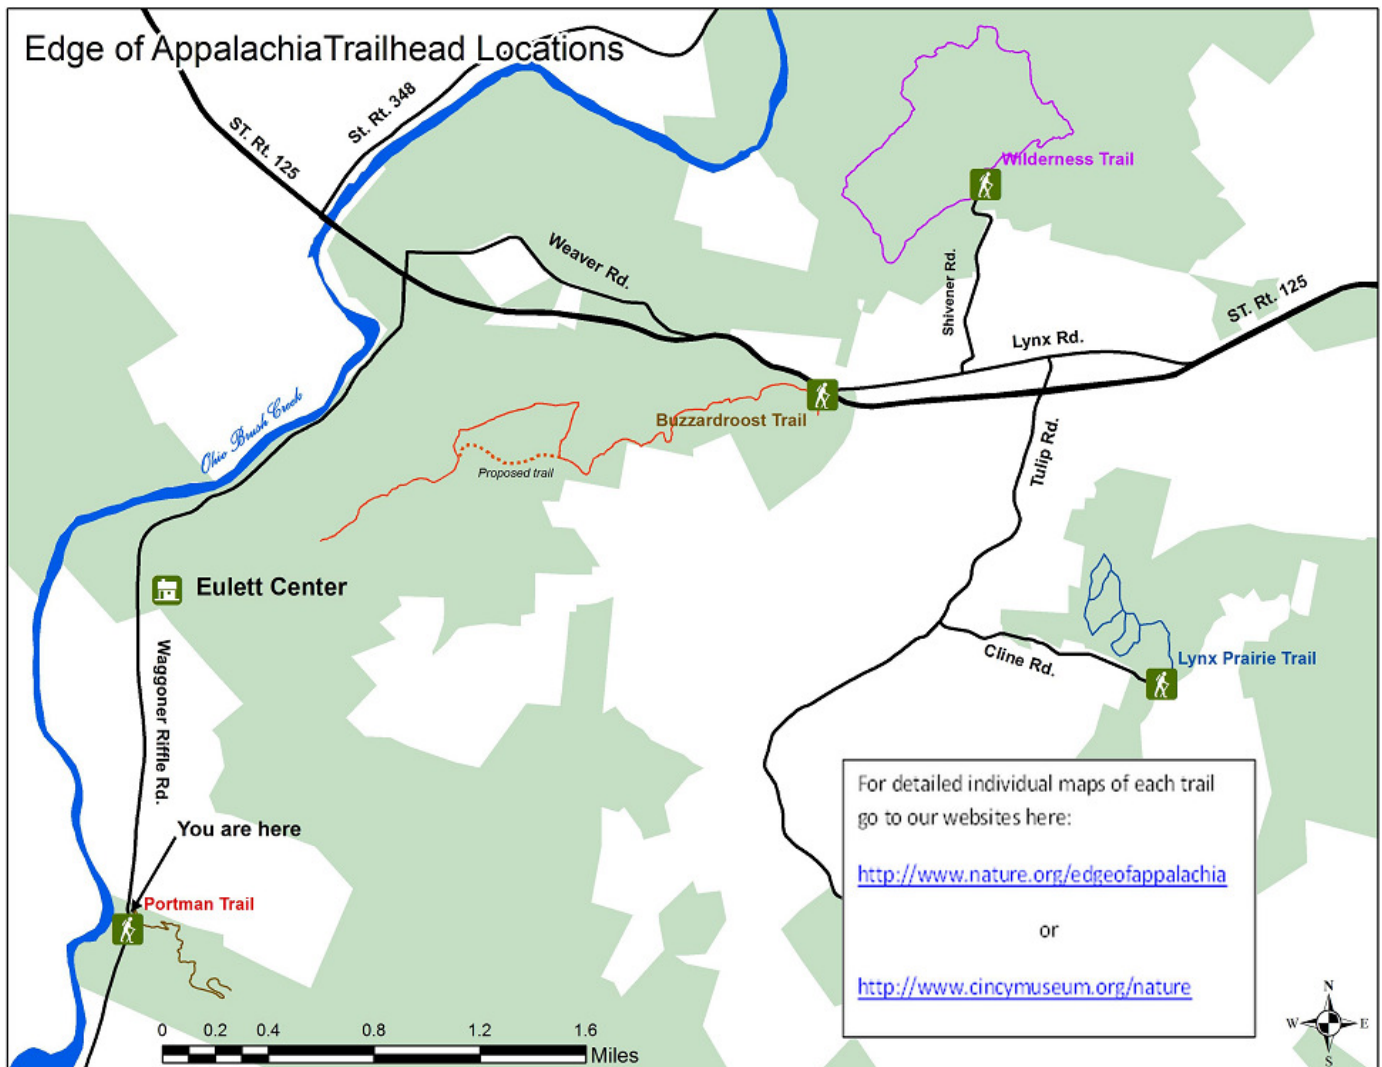 Edge of AppalachiaTrailhead Locations
St. Rt. 348
ST. Rt. 125
Wilderness Trail
Weaver Rd.
Shivener Rd.
ST. Rt. 125
Lynx Rd.
Ohio Brush Creek
Buzzardroost Trail
Proposed trail
Tulip Rd.
Eulett Center
Waggoner Riffle Rd.
Cline Rd.
Lynx Prairie Trail
You are here
Portman Trail
For detailed individual maps of each trail
go to our websites here:
http://www.nature.org/edgeofappalachia
or
http://www.cincymuseum.org/nature
N
W E
S
0 0.2 0.4 0.8 1.2 1.6
Miles